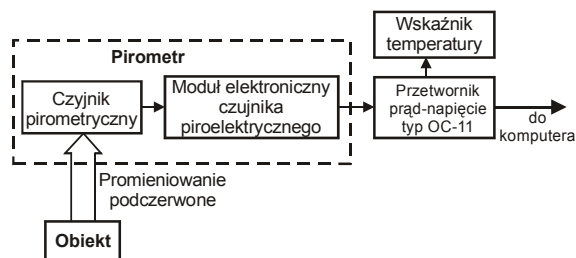 Wskaźnik
temperatury
Pirometr
Czyjnik
pirometryczny
Moduł elektroniczny
czujnika
piroelektrycznego
Przetwornik
prąd-napięcie
typ OC-11
do
komputera
Promieniowanie
podczerwone
Obiekt